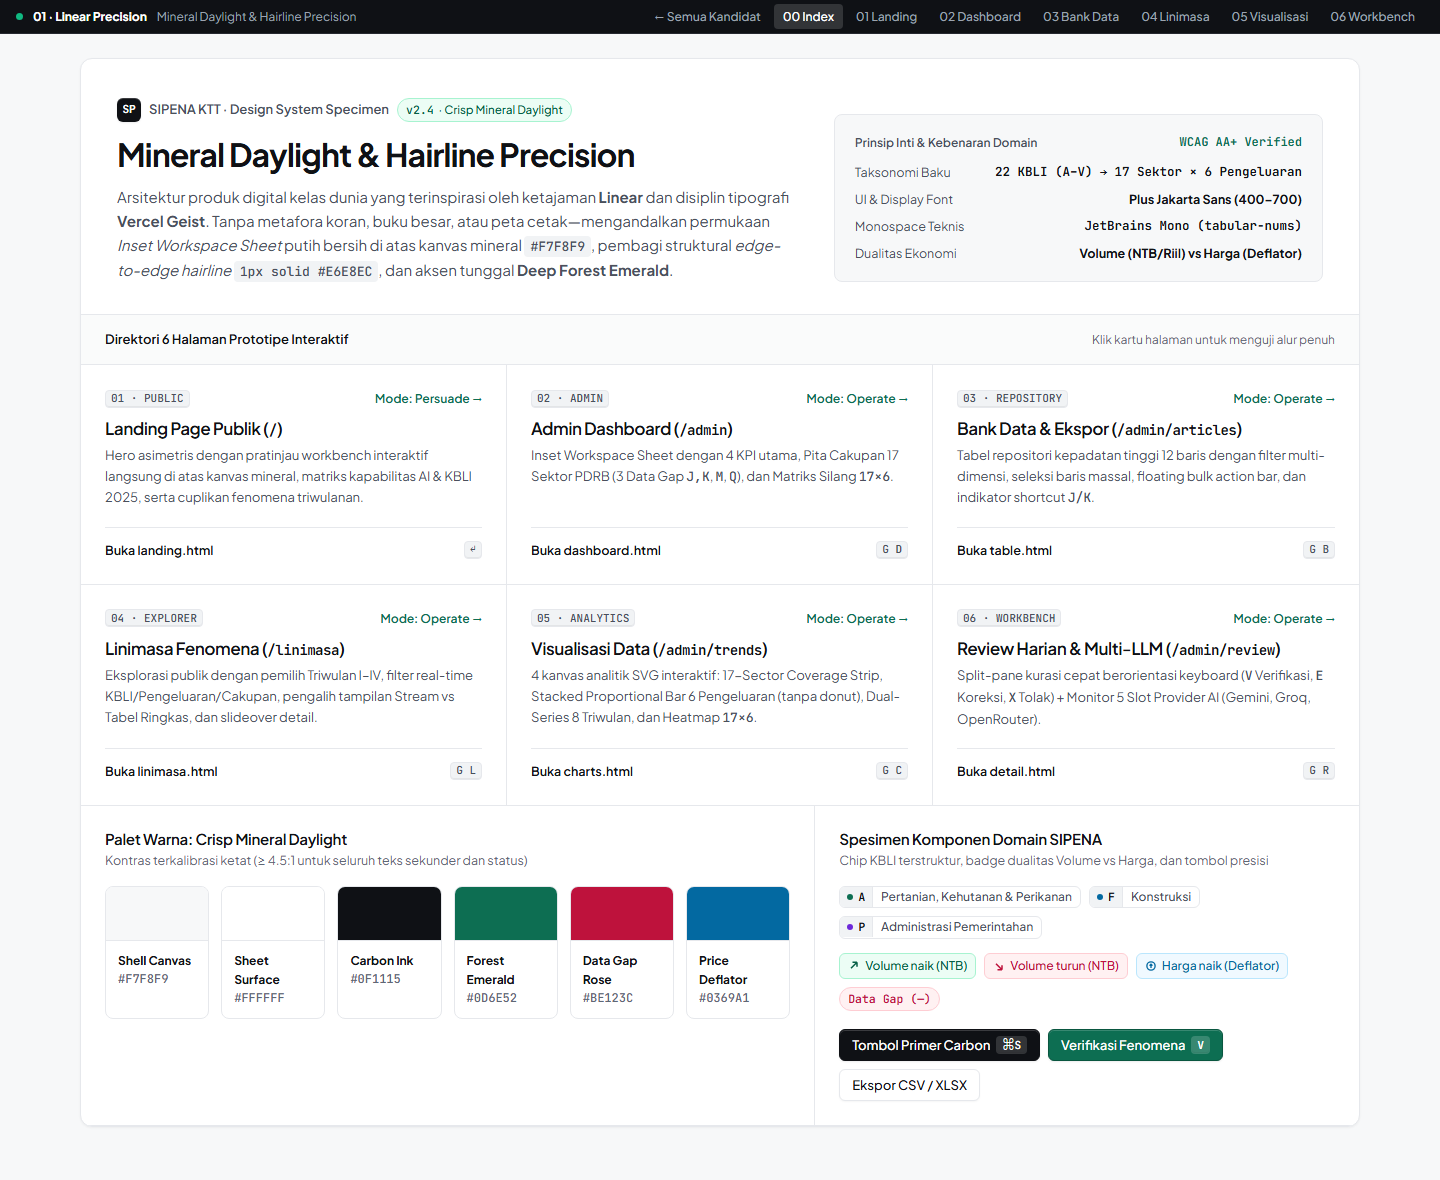 01 · Linear Precision Mineral Daylight & Hairline Precision
← Semua Kandidat 00 Index 01 Landing 02 Dashboard 03 Bank Data 04 Linimasa 05 Visualisasi 06 Workbench
SP SIPENA KTT · Design System Specimen v2.4 · Crisp Mineral Daylight
Mineral Daylight & Hairline Precision
Arsitektur produk digital kelas dunia yang terinspirasi oleh ketajaman Linear dan disiplin tipografi
Vercel Geist. Tanpa metafora koran, buku besar, atau peta cetak—mengandalkan permukaan
Inset Workspace Sheet putih bersih di atas kanvas mineral #F7F8F9, pembagi struktural edge-
to-edge hairline 1px solid #E6E8EC, dan aksen tunggal Deep Forest Emerald.
Prinsip Inti & Kebenaran Domain WCAG AA+ Verified
Taksonomi Baku 22 KBLI (A–V) → 17 Sektor × 6 Pengeluaran
UI & Display Font Plus Jakarta Sans (400–700)
Monospace Teknis JetBrains Mono (tabular-nums)
Dualitas Ekonomi Volume (NTB/Riil) vs Harga (Deflator)
Direktori 6 Halaman Prototipe Interaktif Klik kartu halaman untuk menguji alur penuh
01 · PUBLIC Mode: Persuade →
Landing Page Publik (/)
Hero asimetris dengan pratinjau workbench interaktif
langsung di atas kanvas mineral, matriks kapabilitas AI & KBLI
2025, serta cuplikan fenomena triwulanan.
Buka landing.html ↵
02 · ADMIN Mode: Operate →
Admin Dashboard (/admin)
Inset Workspace Sheet dengan 4 KPI utama, Pita Cakupan 17
Sektor PDRB (3 Data Gap J,K, M, Q), dan Matriks Silang 17×6.
Buka dashboard.html G D
03 · REPOSITORY Mode: Operate →
Bank Data & Ekspor (/admin/articles)
Tabel repositori kepadatan tinggi 12 baris dengan filter multi-
dimensi, seleksi baris massal, floating bulk action bar, dan
indikator shortcut J/K.
Buka table.html G B
04 · EXPLORER Mode: Operate →
Linimasa Fenomena (/linimasa)
Eksplorasi publik dengan pemilih Triwulan I–IV, filter real-time
KBLI/Pengeluaran/Cakupan, pengalih tampilan Stream vs
Tabel Ringkas, dan slideover detail.
Buka linimasa.html G L
05 · ANALYTICS Mode: Operate →
Visualisasi Data (/admin/trends)
4 kanvas analitik SVG interaktif: 17-Sector Coverage Strip,
Stacked Proportional Bar 6 Pengeluaran (tanpa donut), Dual-
Series 8 Triwulan, dan Heatmap 17×6.
Buka charts.html G C
06 · WORKBENCH Mode: Operate →
Review Harian & Multi-LLM (/admin/review)
Split-pane kurasi cepat berorientasi keyboard (V Verifikasi, E
Koreksi, X Tolak) + Monitor 5 Slot Provider AI (Gemini, Groq,
OpenRouter).
Buka detail.html G R
Palet Warna: Crisp Mineral Daylight
Kontras terkalibrasi ketat (≥ 4.5:1 untuk seluruh teks sekunder dan status)
Shell Canvas
#F7F8F9
Sheet
Surface
#FFFFFF
Carbon Ink
#0F1115
Forest
Emerald
#0D6E52
Data Gap
Rose
#BE123C
Price
Deflator
#0369A1
Spesimen Komponen Domain SIPENA
Chip KBLI terstruktur, badge dualitas Volume vs Harga, dan tombol presisi
A Pertanian, Kehutanan & Perikanan F Konstruksi
P Administrasi Pemerintahan
↗ Volume naik (NTB) ↘ Volume turun (NTB) Harga naik (Deflator)
Data Gap (—)
Tombol Primer Carbon ⌘S Verifikasi Fenomena V
Ekspor CSV / XLSX